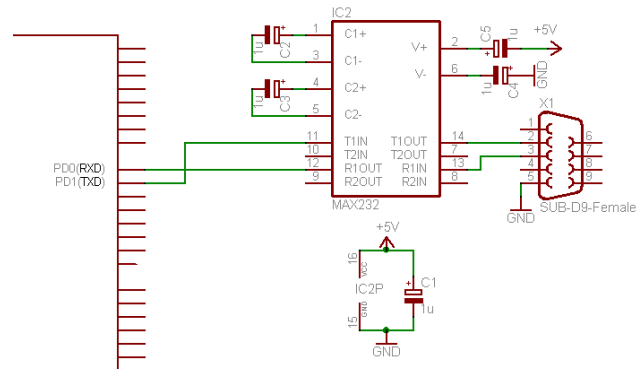 IC2
1 C1+
3 C1-
4 C2+
5 C2-
11 T1IN
10 T2IN
12 R1OUT
9 R2OUT
V+ 2
V- 6
T1OUT 14
T2OUT 7
R1IN 13
R2IN 8
MAX232
1u C2 +
1u C3 +
C5 1u +
+5V
1u C4 +
GND
X1
1
2
3
4
5
6
7
8
9
SUB-D9-Female
GND
PD0(RXD)
PD1(TXD)
+5V
16 VCC
IC2P
15 GND
+ C1
1u
GND